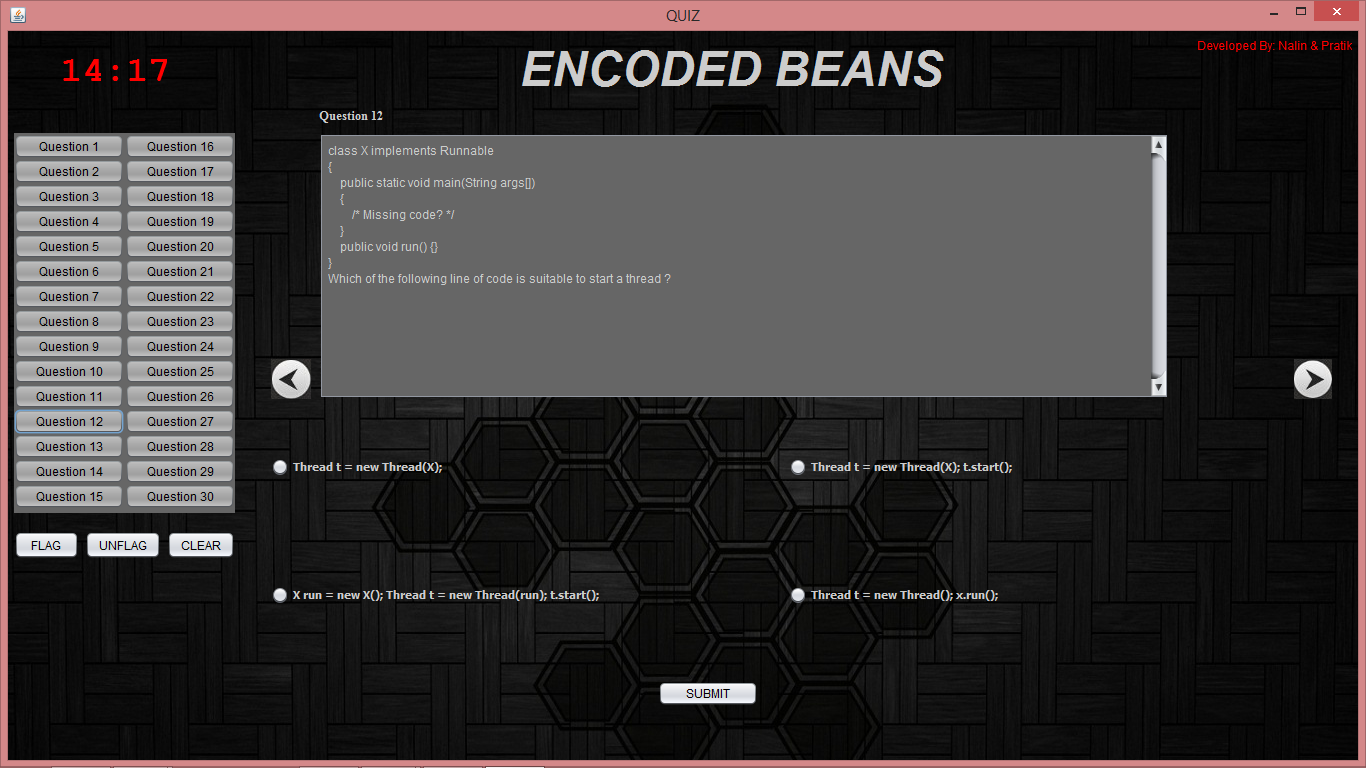 QUIZ
14:17
ENCODED BEANS
Developed By: Nalin & Pratik
Question 12
Question 1
Question 16
Question 2
Question 17
Question 3
Question 18
Question 4
Question 19
Question 5
Question 20
Question 6
Question 21
Question 7
Question 22
Question 8
Question 23
Question 9
Question 24
Question 10
Question 25
Question 11
Question 26
Question 12
Question 27
Question 13
Question 28
Question 14
Question 29
Question 15
Question 30
FLAG
UNFLAG
CLEAR
class X implements Runnable
{
    public static void main(String args[])
    {
        /* Missing code? */
    }
    public void run() {}
}
Which of the following line of code is suitable to start a thread ?
Thread t = new Thread(X);
Thread t = new Thread(X); t.start();
X run = new X(); Thread t = new Thread(run); t.start();
Thread t = new Thread(); x.run();
SUBMIT